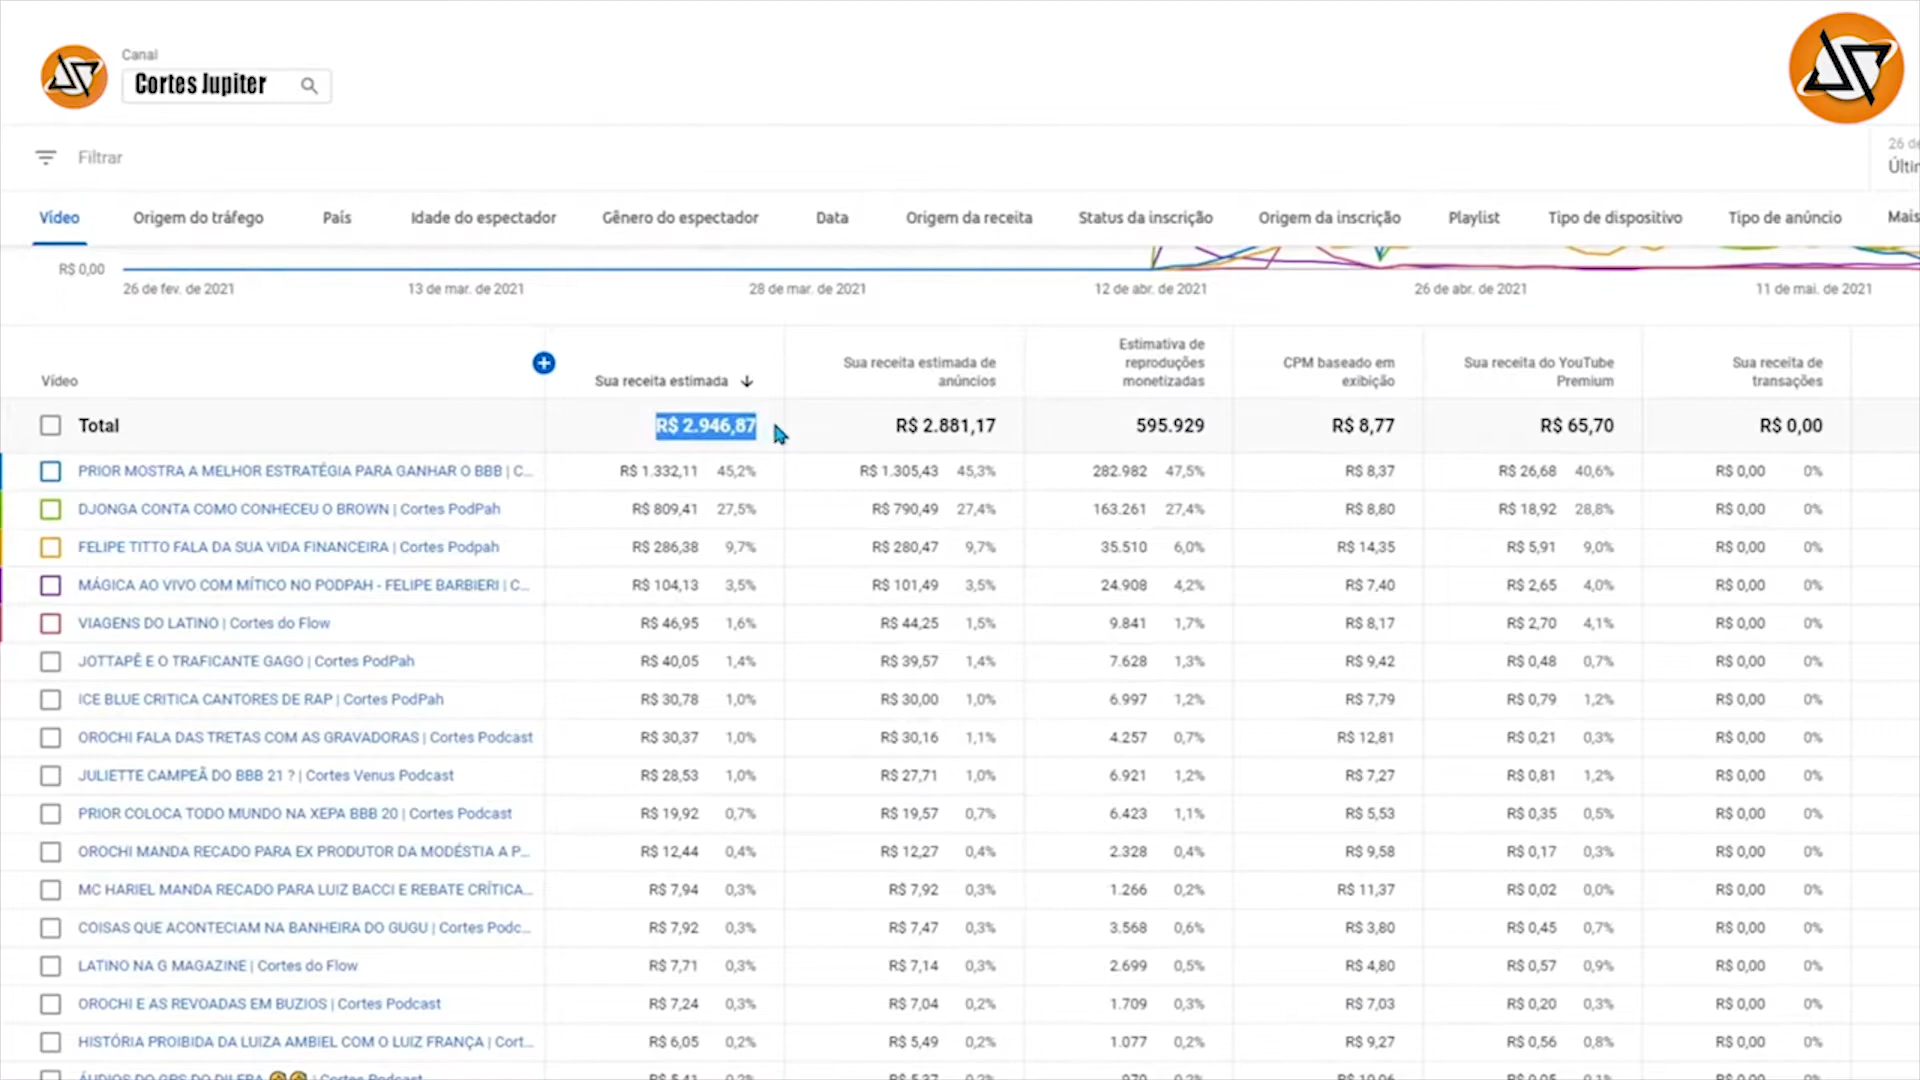 Canal
Cortes Jupiter
Filtrar
26 de
Últin
Vídeo Origem do tráfego País Idade do espectador Gênero do espectador Data Origem da receita Status da inscrição Origem da inscrição Playlist Tipo de dispositivo Tipo de anúncio Mais
R$ 0,00
26 de fev. de 2021 13 de mar. de 2021 28 de mar. de 2021 12 de abr. de 2021 26 de abr. de 2021 11 de mai. de 2021
Vídeo
Sua receita estimada
Sua receita estimada de
anúncios
Estimativa de
reproduções
monetizadas
CPM baseado em
exibição
Sua receita do YouTube
Premium
Sua receita de
transações
Total R$ 2.946,87 R$ 2.881,17 595.929 R$ 8,77 R$ 65,70 R$ 0,00
PRIOR MOSTRA A MELHOR ESTRATÉGIA PARA GANHAR O BBB | C... R$ 1.332,11 45,2% R$ 1.305,43 45,3% 282.982 47,5% R$ 8,37 R$ 26,68 40,6% R$ 0,00 0%
DJONGA CONTA COMO CONHECEU O BROWN | Cortes PodPah R$ 809,41 27,5% R$ 790,49 27,4% 163.261 27,4% R$ 8,80 R$ 18,92 28,8% R$ 0,00 0%
FELIPE TITTO FALA DA SUA VIDA FINANCEIRA | Cortes Podpah R$ 286,38 9,7% R$ 280,47 9,7% 35.510 6,0% R$ 14,35 R$ 5,91 9,0% R$ 0,00 0%
MÁGICA AO VIVO COM MÍTICO NO PODPAH - FELIPE BARBIERI | C... R$ 104,13 3,5% R$ 101,49 3,5% 24.908 4,2% R$ 7,40 R$ 2,65 4,0% R$ 0,00 0%
VIAGENS DO LATINO | Cortes do Flow R$ 46,95 1,6% R$ 44,25 1,5% 9.841 1,7% R$ 8,17 R$ 2,70 4,1% R$ 0,00 0%
JOTTAPÊ E O TRAFICANTE GAGO | Cortes PodPah R$ 40,05 1,4% R$ 39,57 1,4% 7.628 1,3% R$ 9,42 R$ 0,48 0,7% R$ 0,00 0%
ICE BLUE CRITICA CANTORES DE RAP | Cortes PodPah R$ 30,78 1,0% R$ 30,00 1,0% 6.997 1,2% R$ 7,79 R$ 0,79 1,2% R$ 0,00 0%
OROCHI FALA DAS TRETAS COM AS GRAVADORAS | Cortes Podcast R$ 30,37 1,0% R$ 30,16 1,1% 4.257 0,7% R$ 12,81 R$ 0,21 0,3% R$ 0,00 0%
JULIETTE CAMPEÃ DO BBB 21 ? | Cortes Venus Podcast R$ 28,53 1,0% R$ 27,71 1,0% 6.921 1,2% R$ 7,27 R$ 0,81 1,2% R$ 0,00 0%
PRIOR COLOCA TODO MUNDO NA XEPA BBB 20 | Cortes Podcast R$ 19,92 0,7% R$ 19,57 0,7% 6.423 1,1% R$ 5,53 R$ 0,35 0,5% R$ 0,00 0%
OROCHI MANDA RECADO PARA EX PRODUTOR DA MODÉSTIA A P... R$ 12,44 0,4% R$ 12,27 0,4% 2.328 0,4% R$ 9,58 R$ 0,17 0,3% R$ 0,00 0%
MC HARIEL MANDA RECADO PARA LUIZ BACCI E REBATE CRÍTICA... R$ 7,94 0,3% R$ 7,92 0,3% 1.266 0,2% R$ 11,37 R$ 0,02 0,0% R$ 0,00 0%
COISAS QUE ACONTECIAM NA BANHEIRA DO GUGU | Cortes Podc... R$ 7,92 0,3% R$ 7,47 0,3% 3.568 0,6% R$ 3,80 R$ 0,45 0,7% R$ 0,00 0%
LATINO NA G MAGAZINE | Cortes do Flow R$ 7,71 0,3% R$ 7,14 0,3% 2.699 0,5% R$ 4,80 R$ 0,57 0,9% R$ 0,00 0%
OROCHI E AS REVOADAS EM BUZIOS | Cortes Podcast R$ 7,24 0,3% R$ 7,04 0,2% 1.709 0,3% R$ 7,03 R$ 0,20 0,3% R$ 0,00 0%
HISTÓRIA PROIBIDA DA LUIZA AMBIEL COM O LUIZ FRANÇA | Cort... R$ 6,05 0,2% R$ 5,49 0,2% 1.077 0,2% R$ 9,27 R$ 0,56 0,8% R$ 0,00 0%